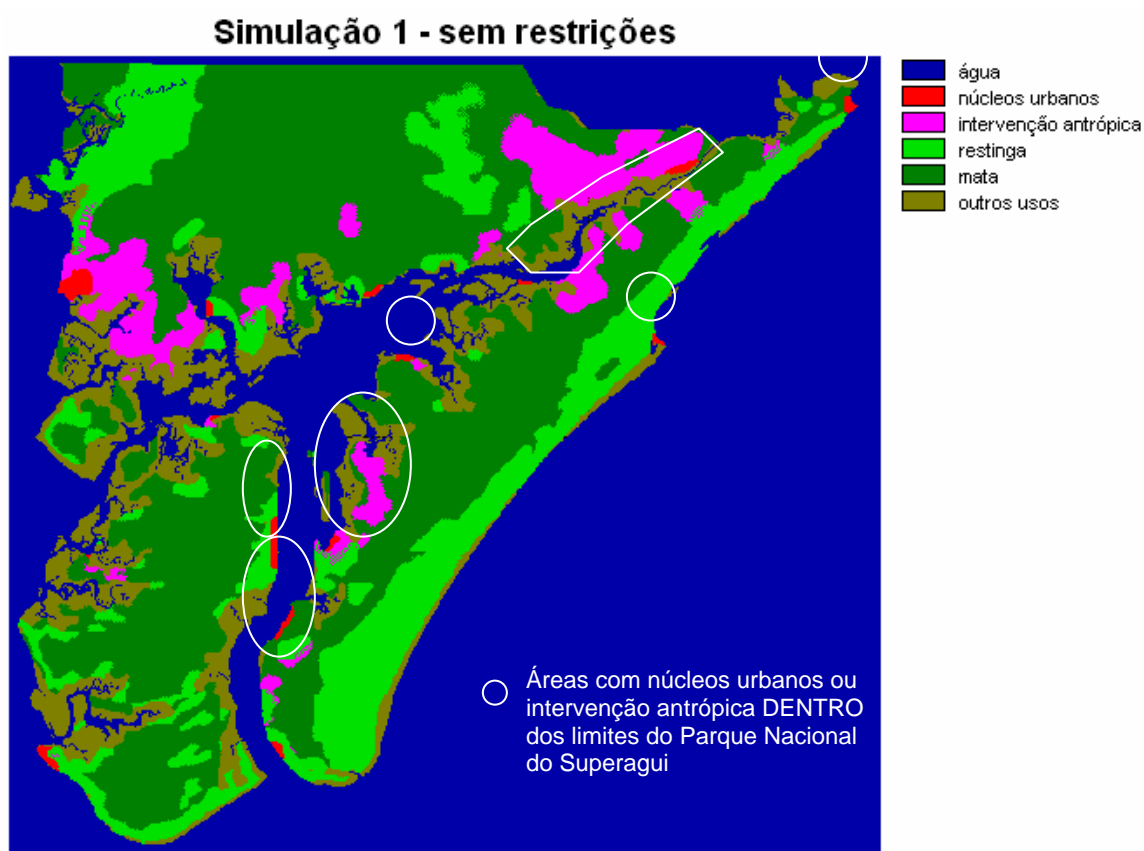 Simulação 1 - sem restrições
água
núcleos urbanos
intervenção antrópica
restinga
mata
outros usos
Áreas com núcleos urbanos ou
intervenção antrópica DENTRO
dos limites do Parque Nacional
do Superagui